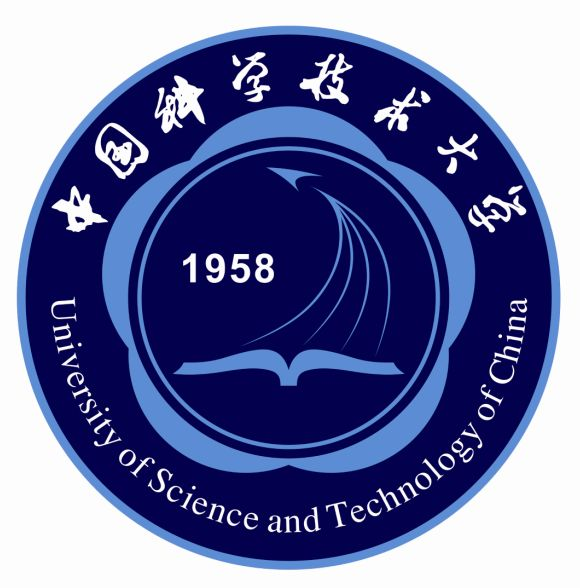 中国科学技术大学
1958
University of Science and Technology of China